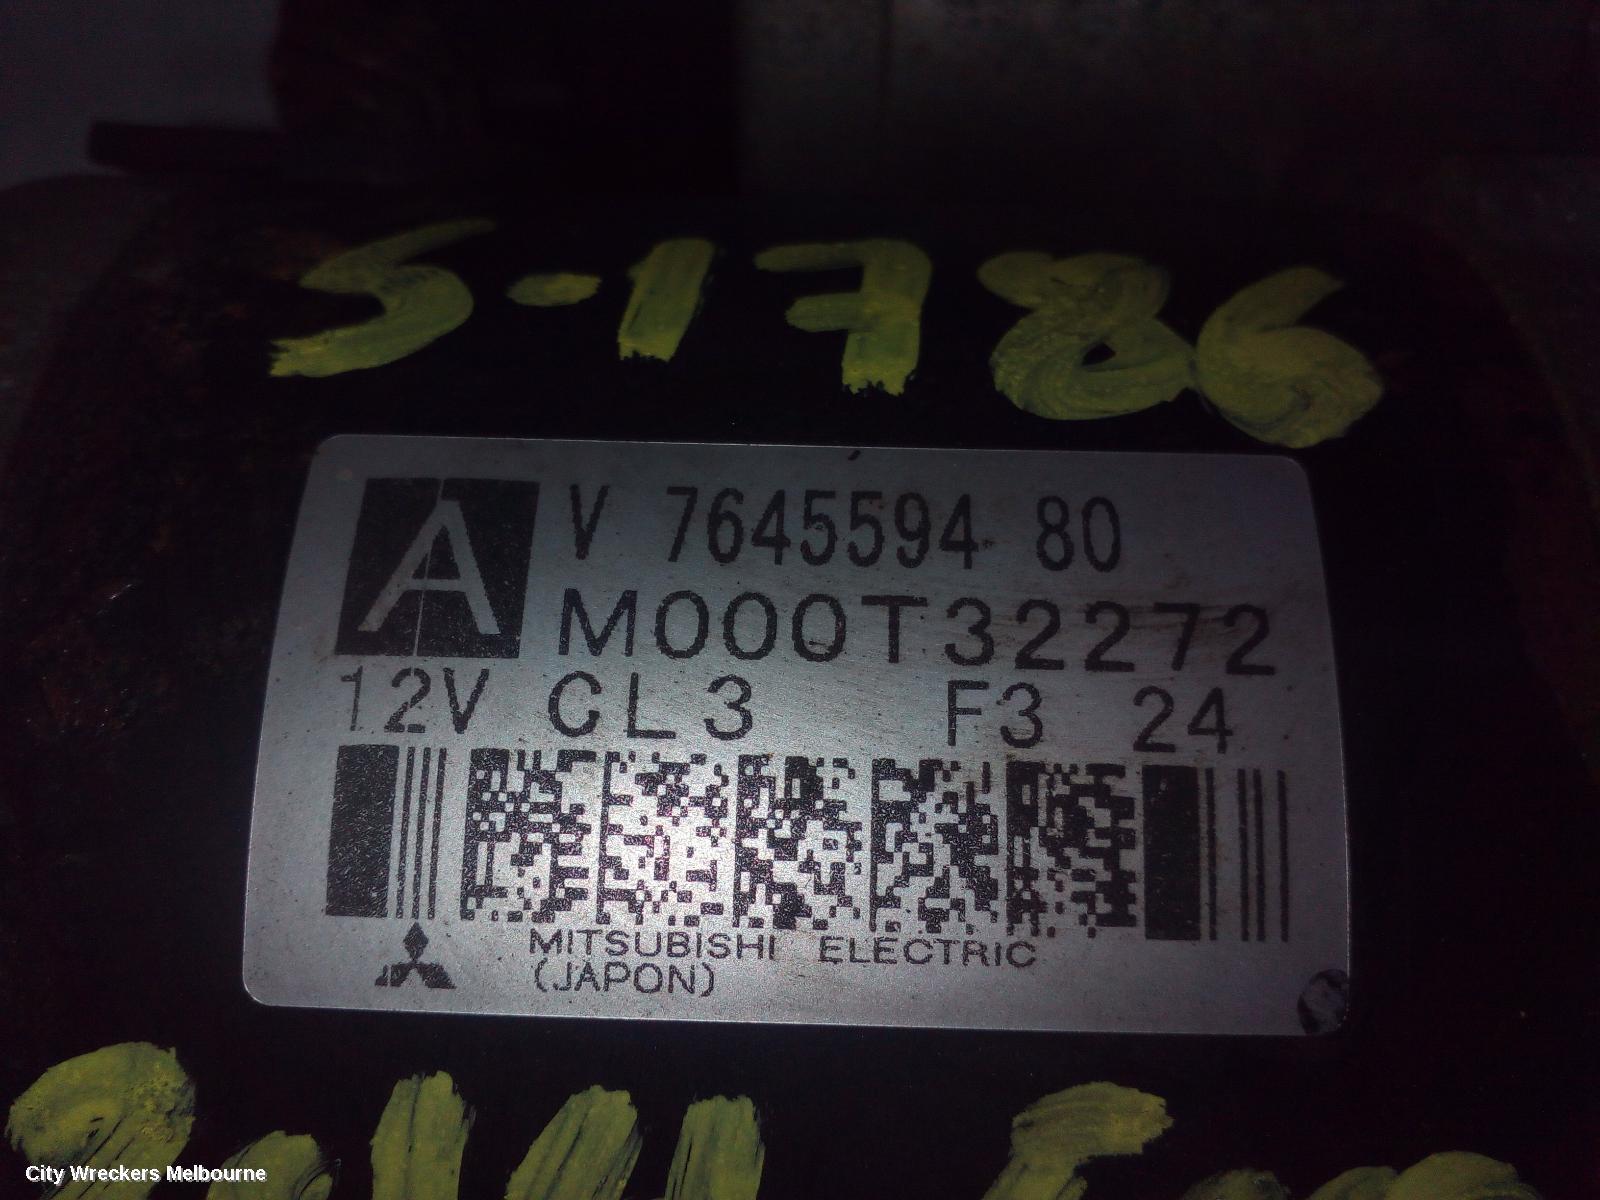 S-1786
A V 7645594 80
M000T32272
12V CL3 F3 24
MITSUBISHI ELECTRIC
(JAPON)
City Wreckers Melbourne